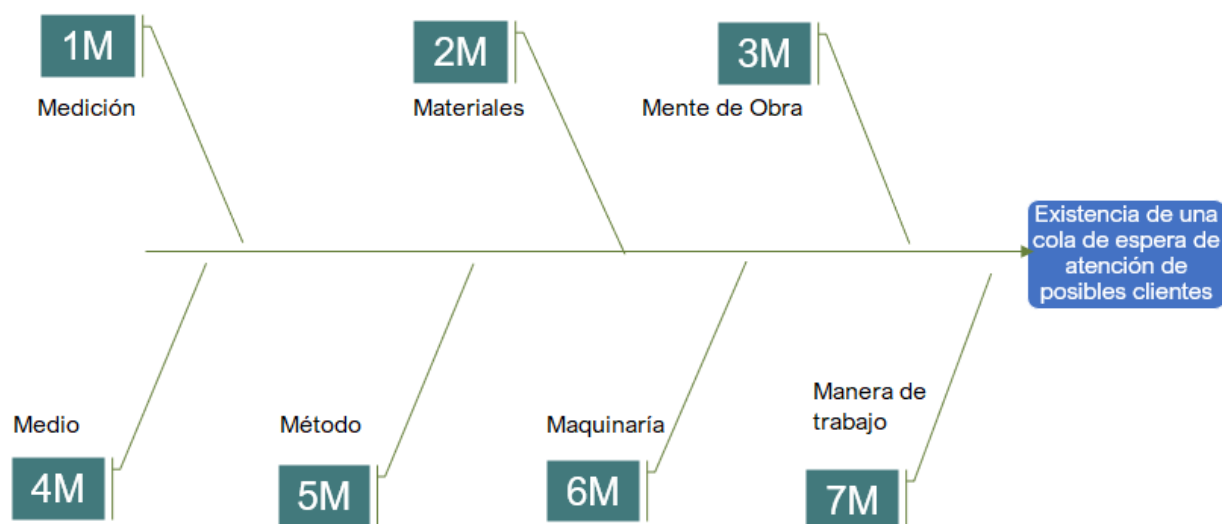 1M
Medición
2M
Materiales
3M
Mente de Obra
Existencia de una
cola de espera de
atención de
posibles clientes
Medio
4M
Método
5M
Maquinaría
6M
Manera de
trabajo
7M